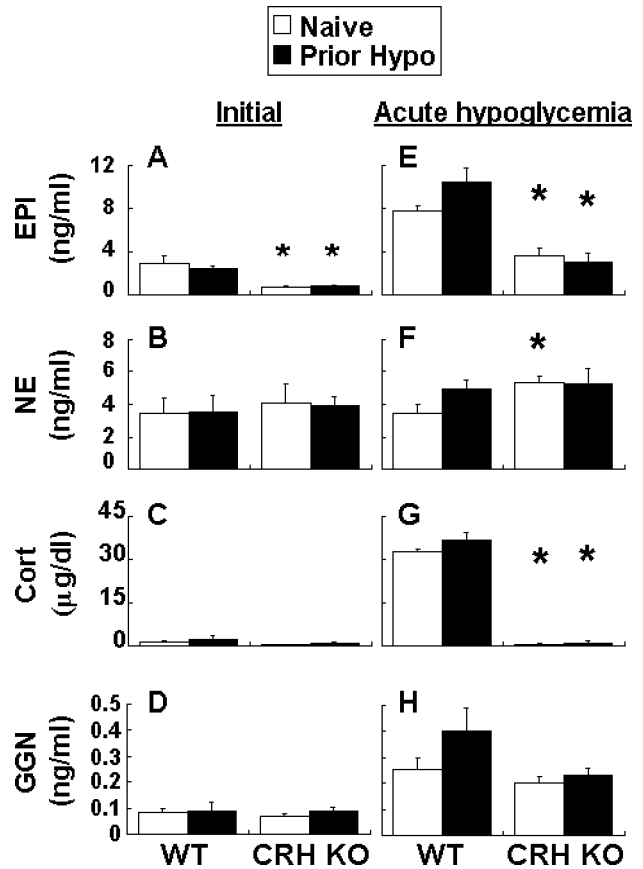 Naive
Prior Hypo
Initial
Acute hypoglycemia
A
E
EPI
(ng/ml)
12
8
4
0
*
*
*
*
B
F
NE
(ng/ml)
8
6
4
2
0
*
C
G
Cort
(μg/dl)
45
30
15
0
*
*
D
H
GGN
(ng/ml)
0.5
0.4
0.3
0.2
0.1
0
WT
CRH KO
WT
CRH KO